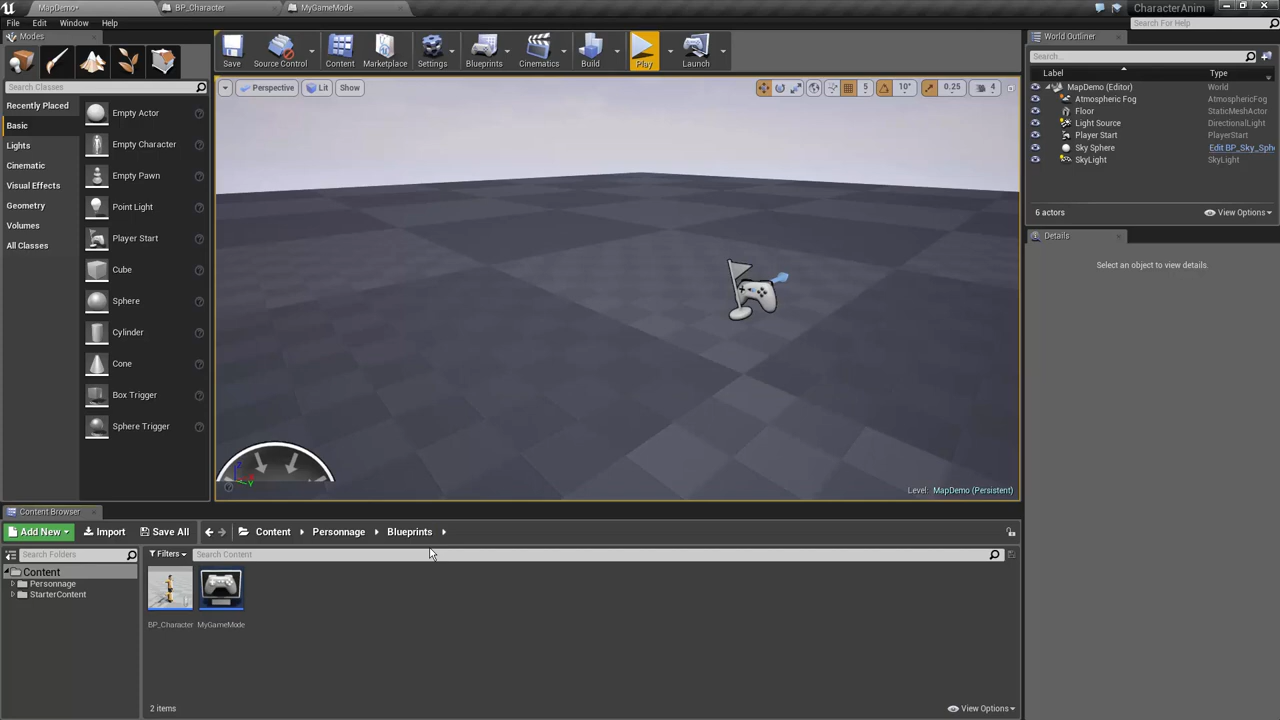 MapDemo*
BP_Character
MyGameMode
CharacterAnim
File
Edit
Window
Help
Search For Help
Modes
Search Classes
Recently Placed
Basic
Lights
Cinematic
Visual Effects
Geometry
Volumes
All Classes
Empty Actor
Empty Character
Empty Pawn
Point Light
Player Start
Cube
Sphere
Cylinder
Cone
Box Trigger
Sphere Trigger
Save
Source Control
Content
Marketplace
Settings
Blueprints
Cinematics
Build
Play
Launch
Perspective
Lit
Show
5
10°
0.25
4
Level: MapDemo (Persistent)
World Outliner
Search...
Label
Type
MapDemo (Editor) World
Atmospheric Fog AtmosphericFog
Floor StaticMeshActor
Light Source DirectionalLight
Player Start PlayerStart
Sky Sphere Edit BP_Sky_Sph
SkyLight SkyLight
6 actors
View Options
Details
Select an object to view details.
Content Browser
Add New
Import
Save All
Content
Personnage
Blueprints
Search Folders
Filters
Search Content
Content
Personnage
StarterContent
BP_Character
MyGameMode
2 items
View Options